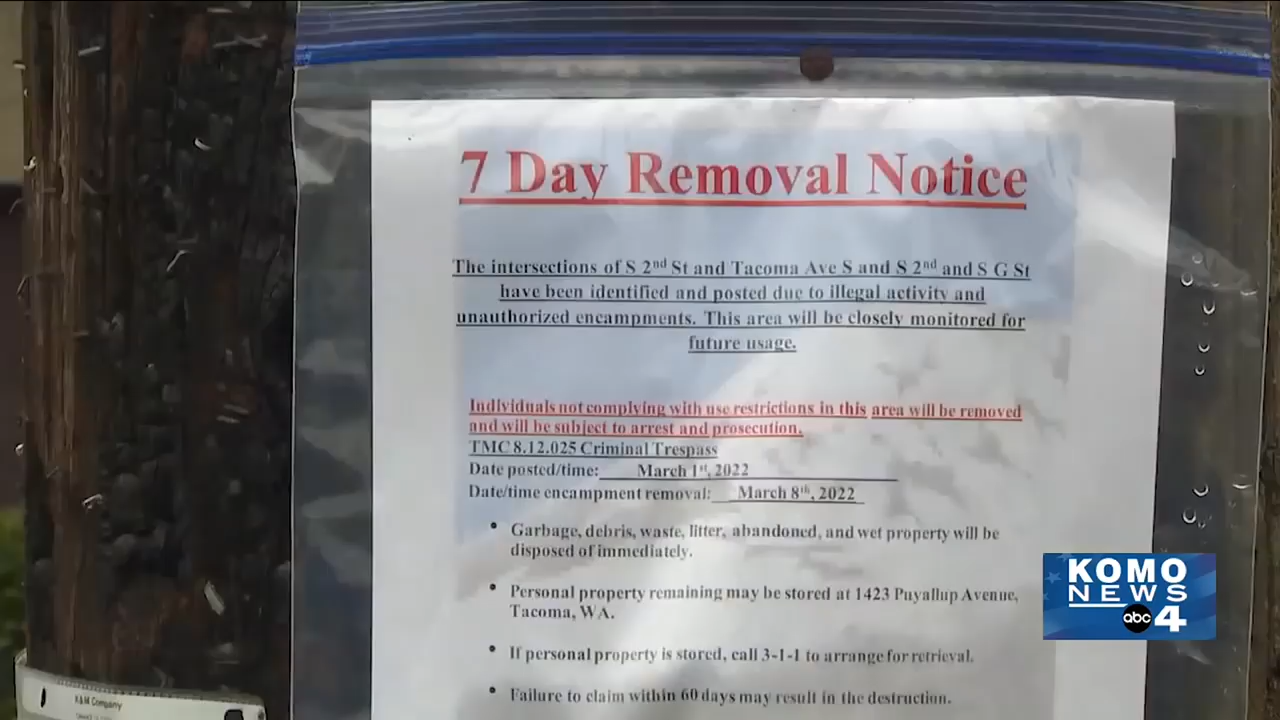 7 Day Removal Notice
The intersections of S 2nd St and Tacoma Ave S and S 2nd and S G St
have been identified and posted due to illegal activity and
unauthorized encampments. This area will be closely monitored for
future usage.
Individuals not complying with use restrictions in this area will be removed
and will be subject to arrest and prosecution.
TMC 8.12.025 Criminal Trespass
Date posted/time: March 1st, 2022
Date/time encampment removal: March 8th, 2022
• Garbage, debris, waste, litter, abandoned, and wet property will be
disposed of immediately.
• Personal property remaining may be stored at 1423 Puyallup Avenue,
Tacoma, WA.
• If personal property is stored, call 3-1-1 to arrange for retrieval.
• Failure to claim within 60 days may result in the destruction.
KOMO
NEWS
abc 4
K&M Company